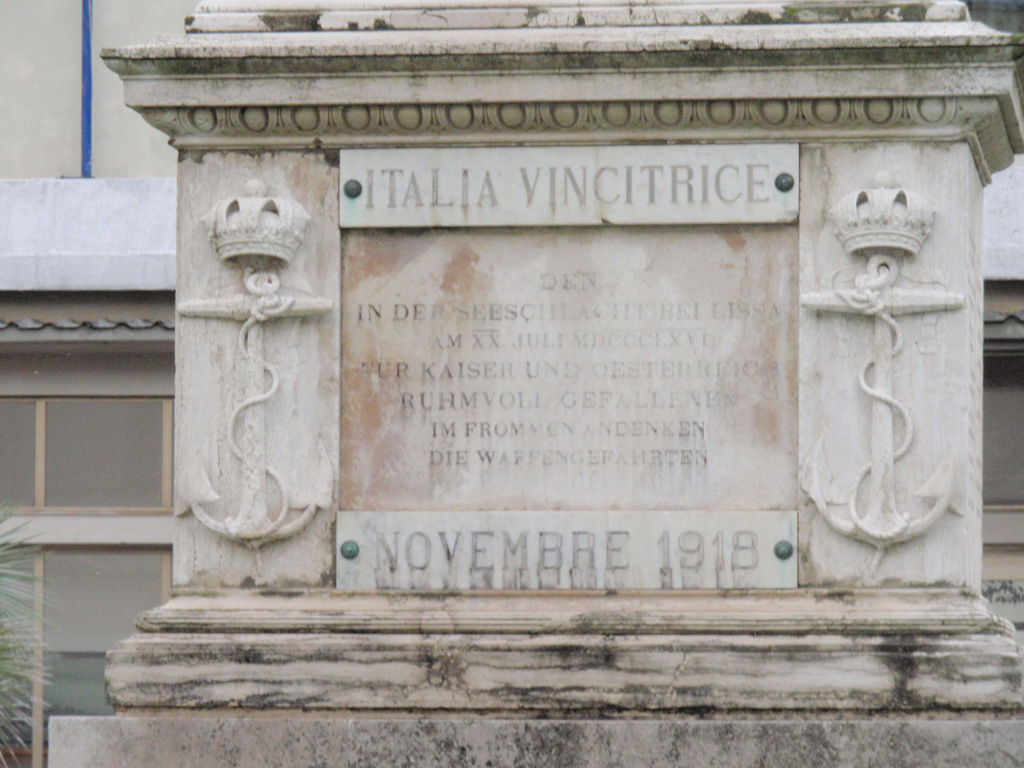 ITALIA VINCITRICE
DEN
IN DER SEESCHLACHT BEI LISSA
AM XX. JULI MDCCCLXVI
FUR KAISER UND OESTERREICH
RUHMVOLL GEFALLENEN
IM FROMMEN ANDENKEN
DIE WAFFENGEFAHRTEN
NOVEMBRE 1918